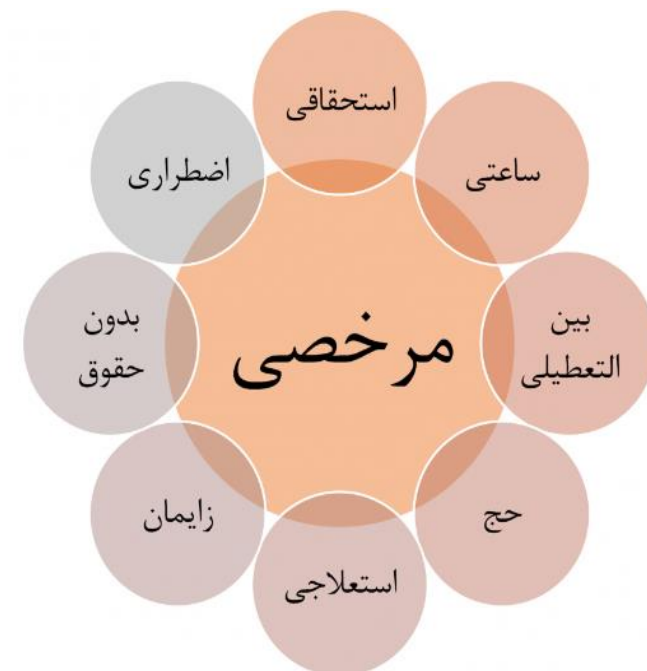 مرخصی
استحقاقی
ساعتی
بین
التعطیلی
حج
استعلاجی
زایمان
بدون
حقوق
اضطراری